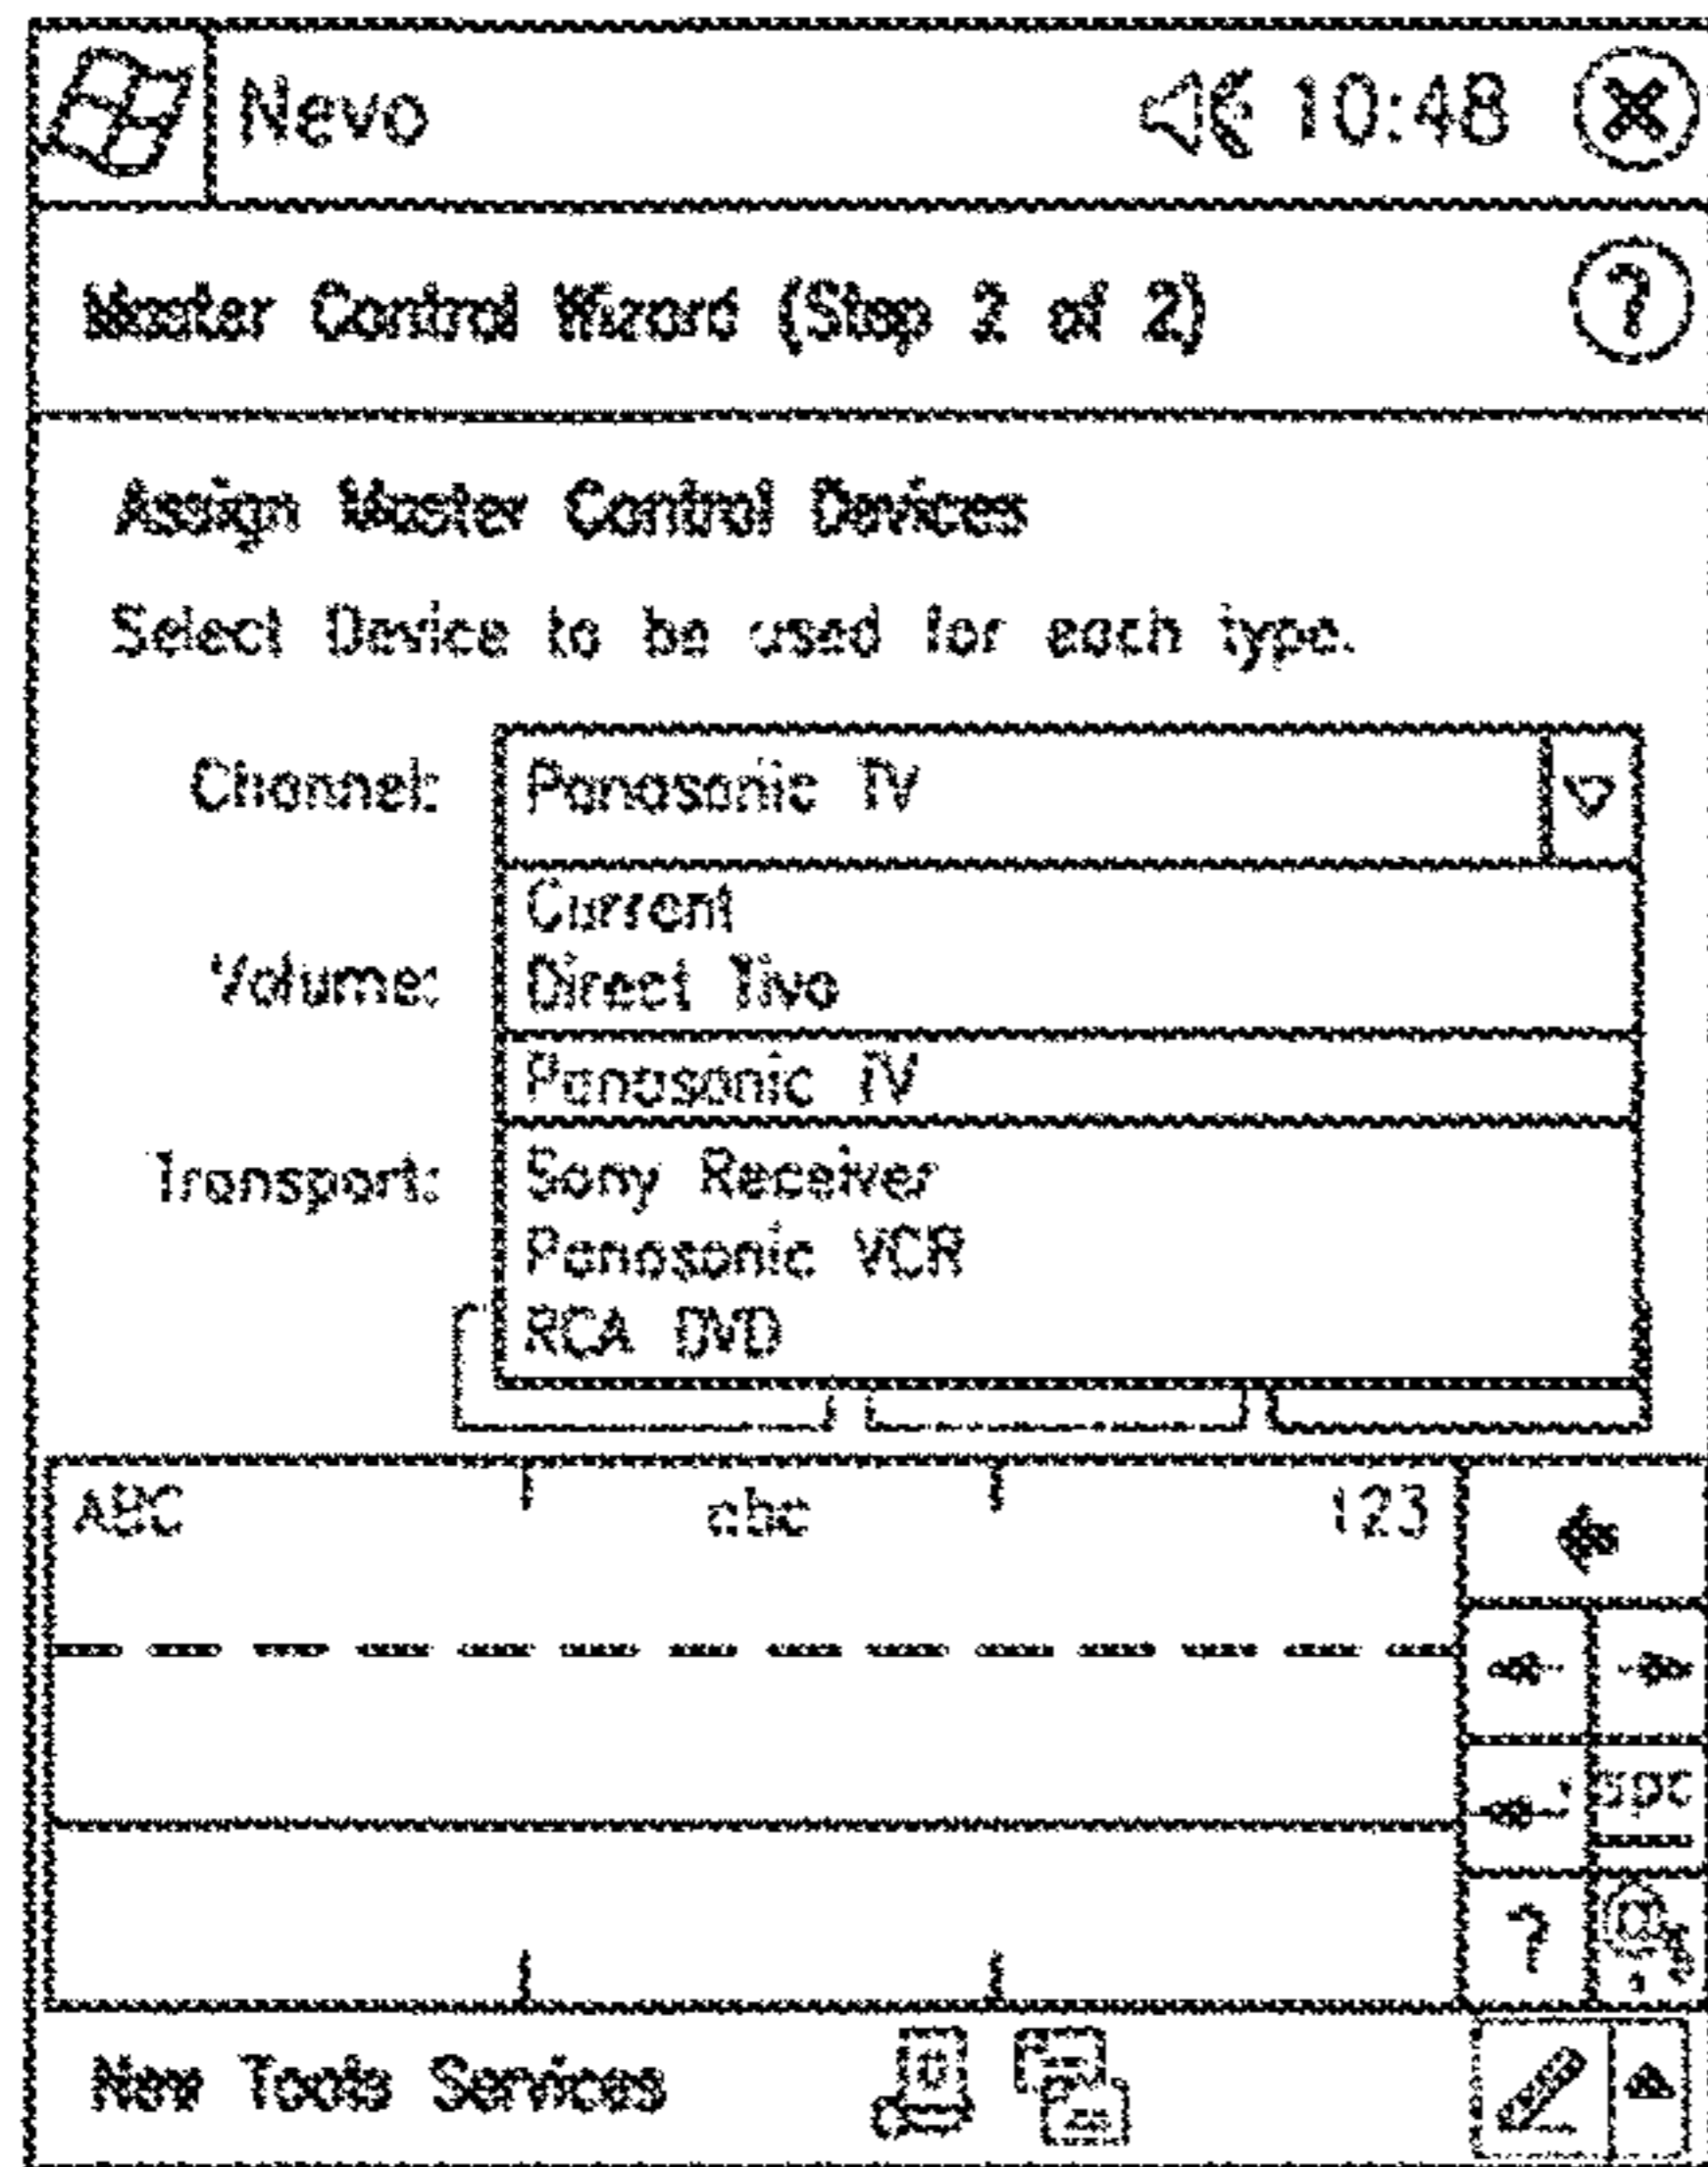 Nevo 10:48
Master Control Wizard (Step 2 of 2) ?
Assign Master Control Devices
Select Device to be used for each type.
Channel: Panasonic TV
Current
Volume: Direct Tivo
Panasonic TV
Transport: Sony Receiver
Panasonic VCR
RCA DVD
ABC abc 123
spc
? @
New Tools Services